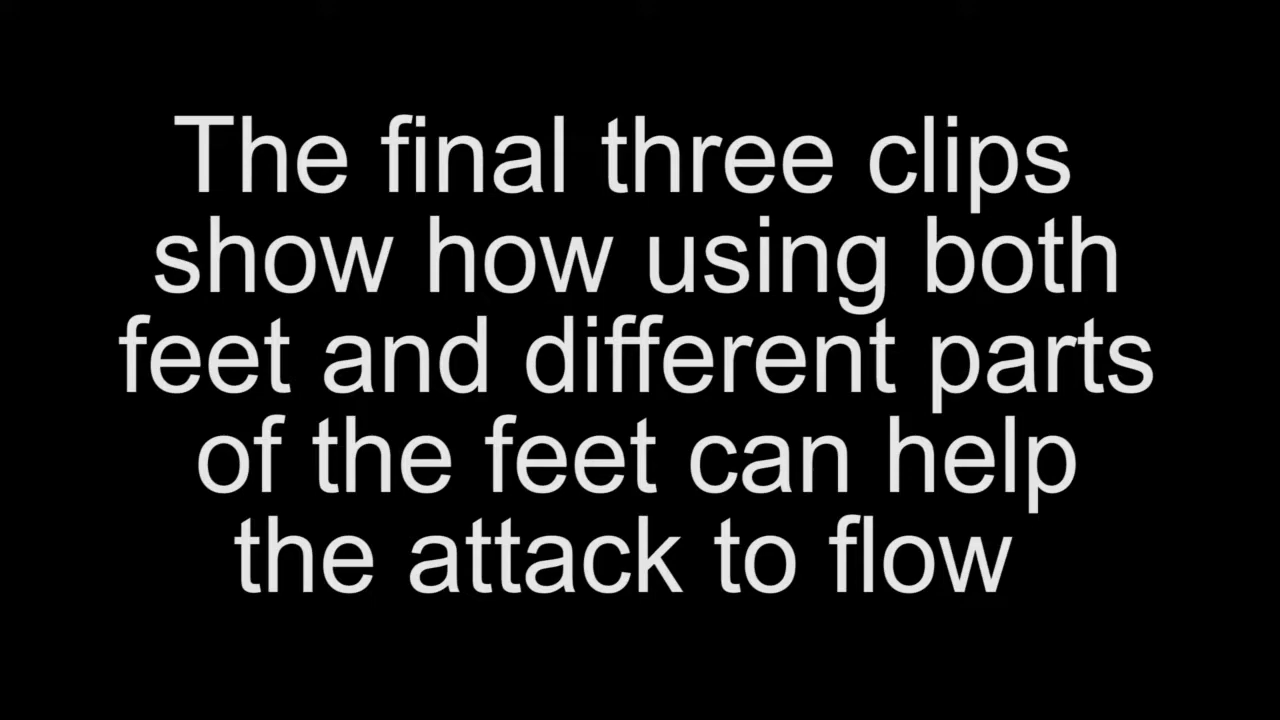 The final three clips
show how using both
feet and different parts
of the feet can help
the attack to flow